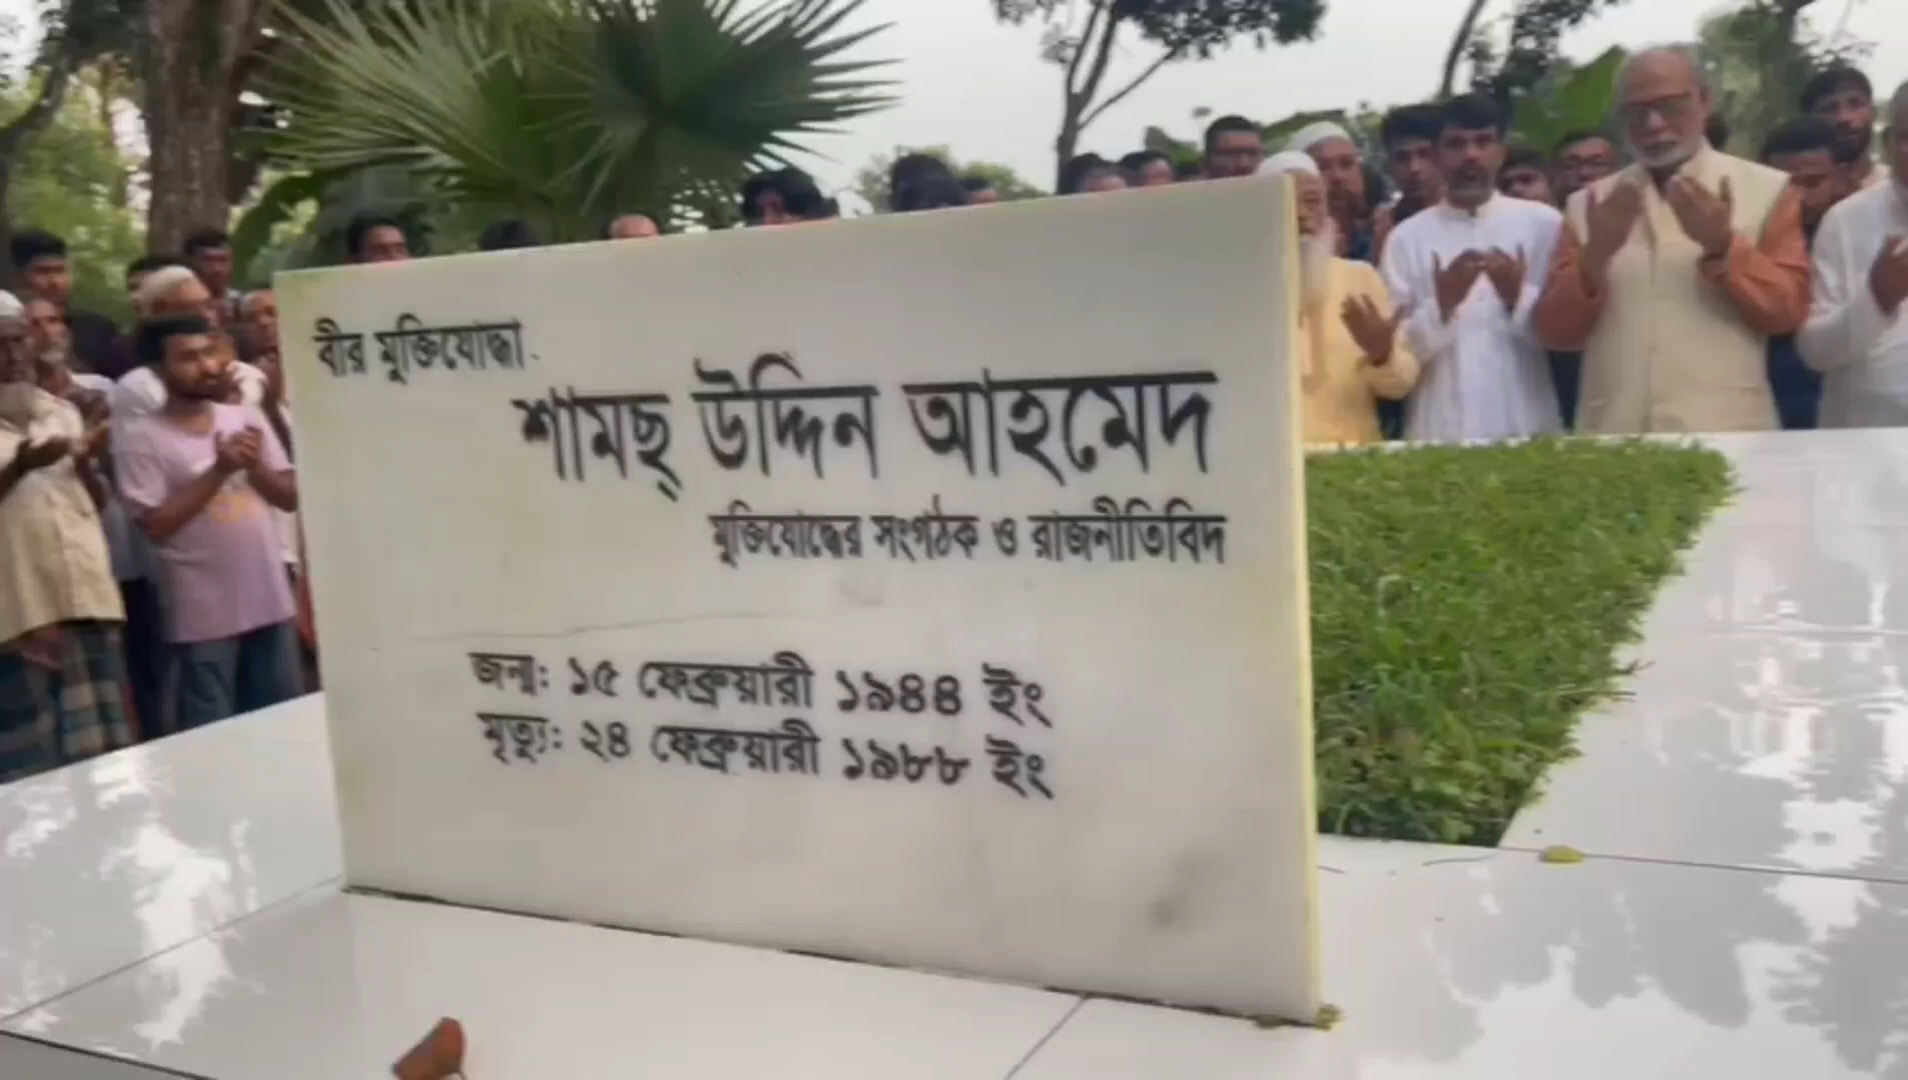 বীর মুক্তিযোদ্ধা
শামছ্ উদ্দিন আহমেদ
মুক্তিযোদ্ধের সংগঠক ও রাজনীতিবিদ
জন্ম: ১৫ ফেব্রুয়ারী ১৯৪৪ ইং
মৃত্যু: ২৪ ফেব্রুয়ারী ১৯৮৮ ইং